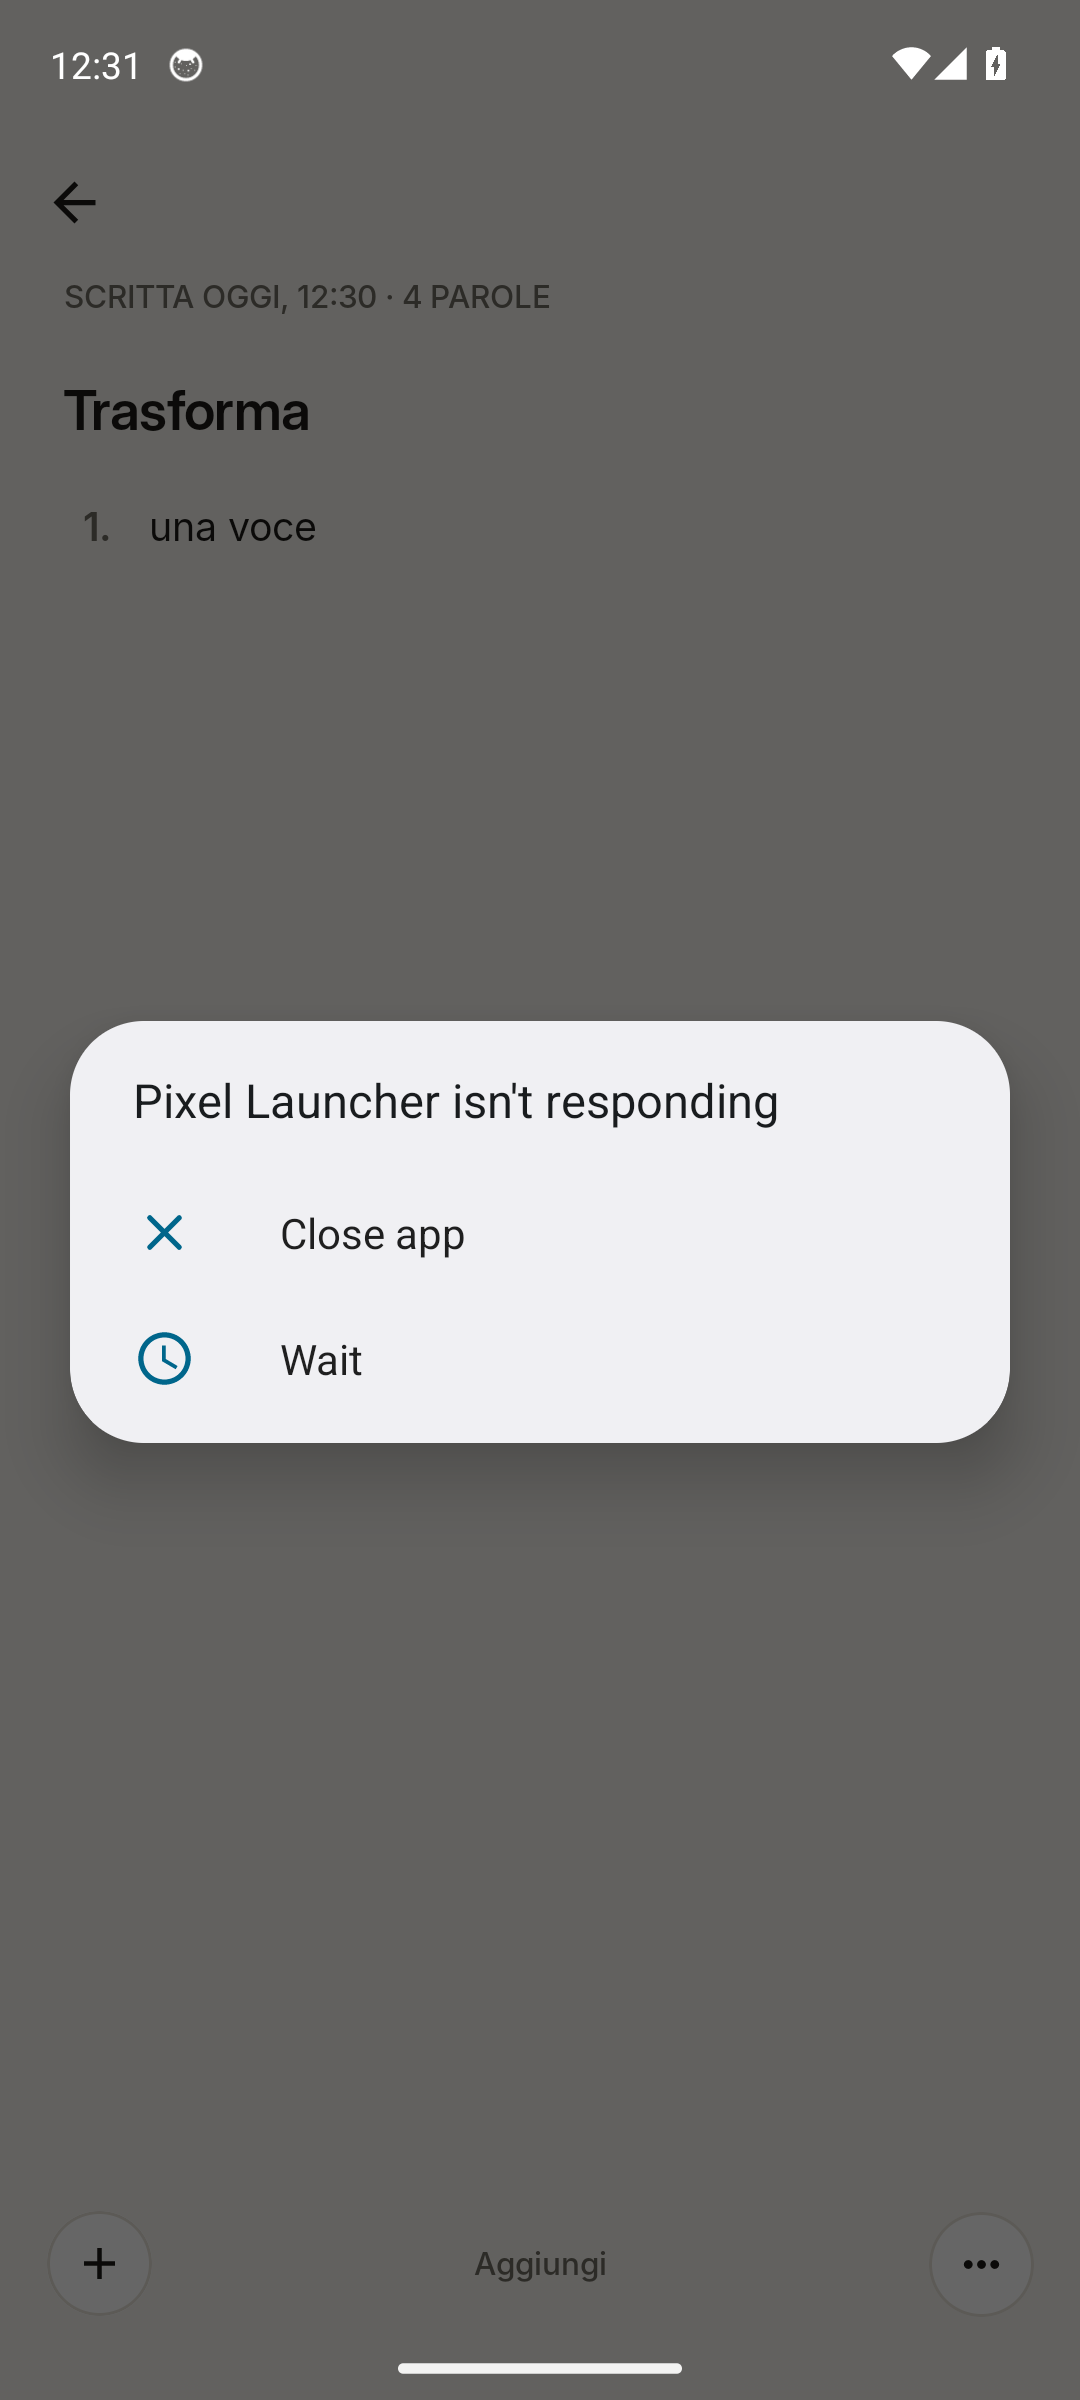 12:31
SCRITTA OGGI, 12:30 · 4 PAROLE
Trasforma
1. una voce
Pixel Launcher isn't responding
Close app
Wait
Aggiungi